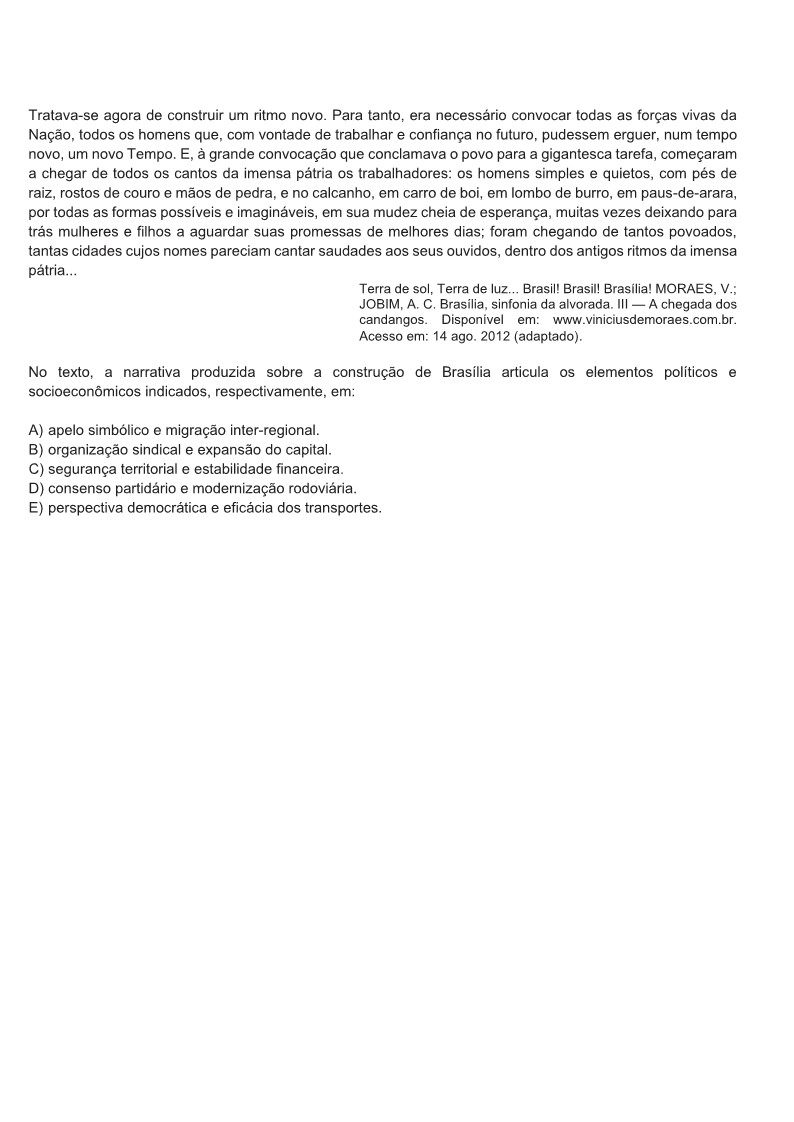 Tratava-se agora de construir um ritmo novo. Para tanto, era necessário convocar todas as forças vivas da
Nação, todos os homens que, com vontade de trabalhar e confiança no futuro, pudessem erguer, num tempo
novo, um novo Tempo. E, à grande convocação que conclamava o povo para a gigantesca tarefa, começaram
a chegar de todos os cantos da imensa pátria os trabalhadores: os homens simples e quietos, com pés de
raiz, rostos de couro e mãos de pedra, e no calcanho, em carro de boi, em lombo de burro, em paus-de-arara,
por todas as formas possíveis e imagináveis, em sua mudez cheia de esperança, muitas vezes deixando para
trás mulheres e filhos a aguardar suas promessas de melhores dias; foram chegando de tantos povoados,
tantas cidades cujos nomes pareciam cantar saudades aos seus ouvidos, dentro dos antigos ritmos da imensa
pátria...
Terra de sol, Terra de luz... Brasil! Brasil! Brasília! MORAES, V.;
JOBIM, A. C. Brasília, sinfonia da alvorada. III — A chegada dos
candangos. Disponível em: www.viniciusdemoraes.com.br.
Acesso em: 14 ago. 2012 (adaptado).
No texto, a narrativa produzida sobre a construção de Brasília articula os elementos políticos e
socioeconômicos indicados, respectivamente, em:
A) apelo simbólico e migração inter-regional.
B) organização sindical e expansão do capital.
C) segurança territorial e estabilidade financeira.
D) consenso partidário e modernização rodoviária.
E) perspectiva democrática e eficácia dos transportes.